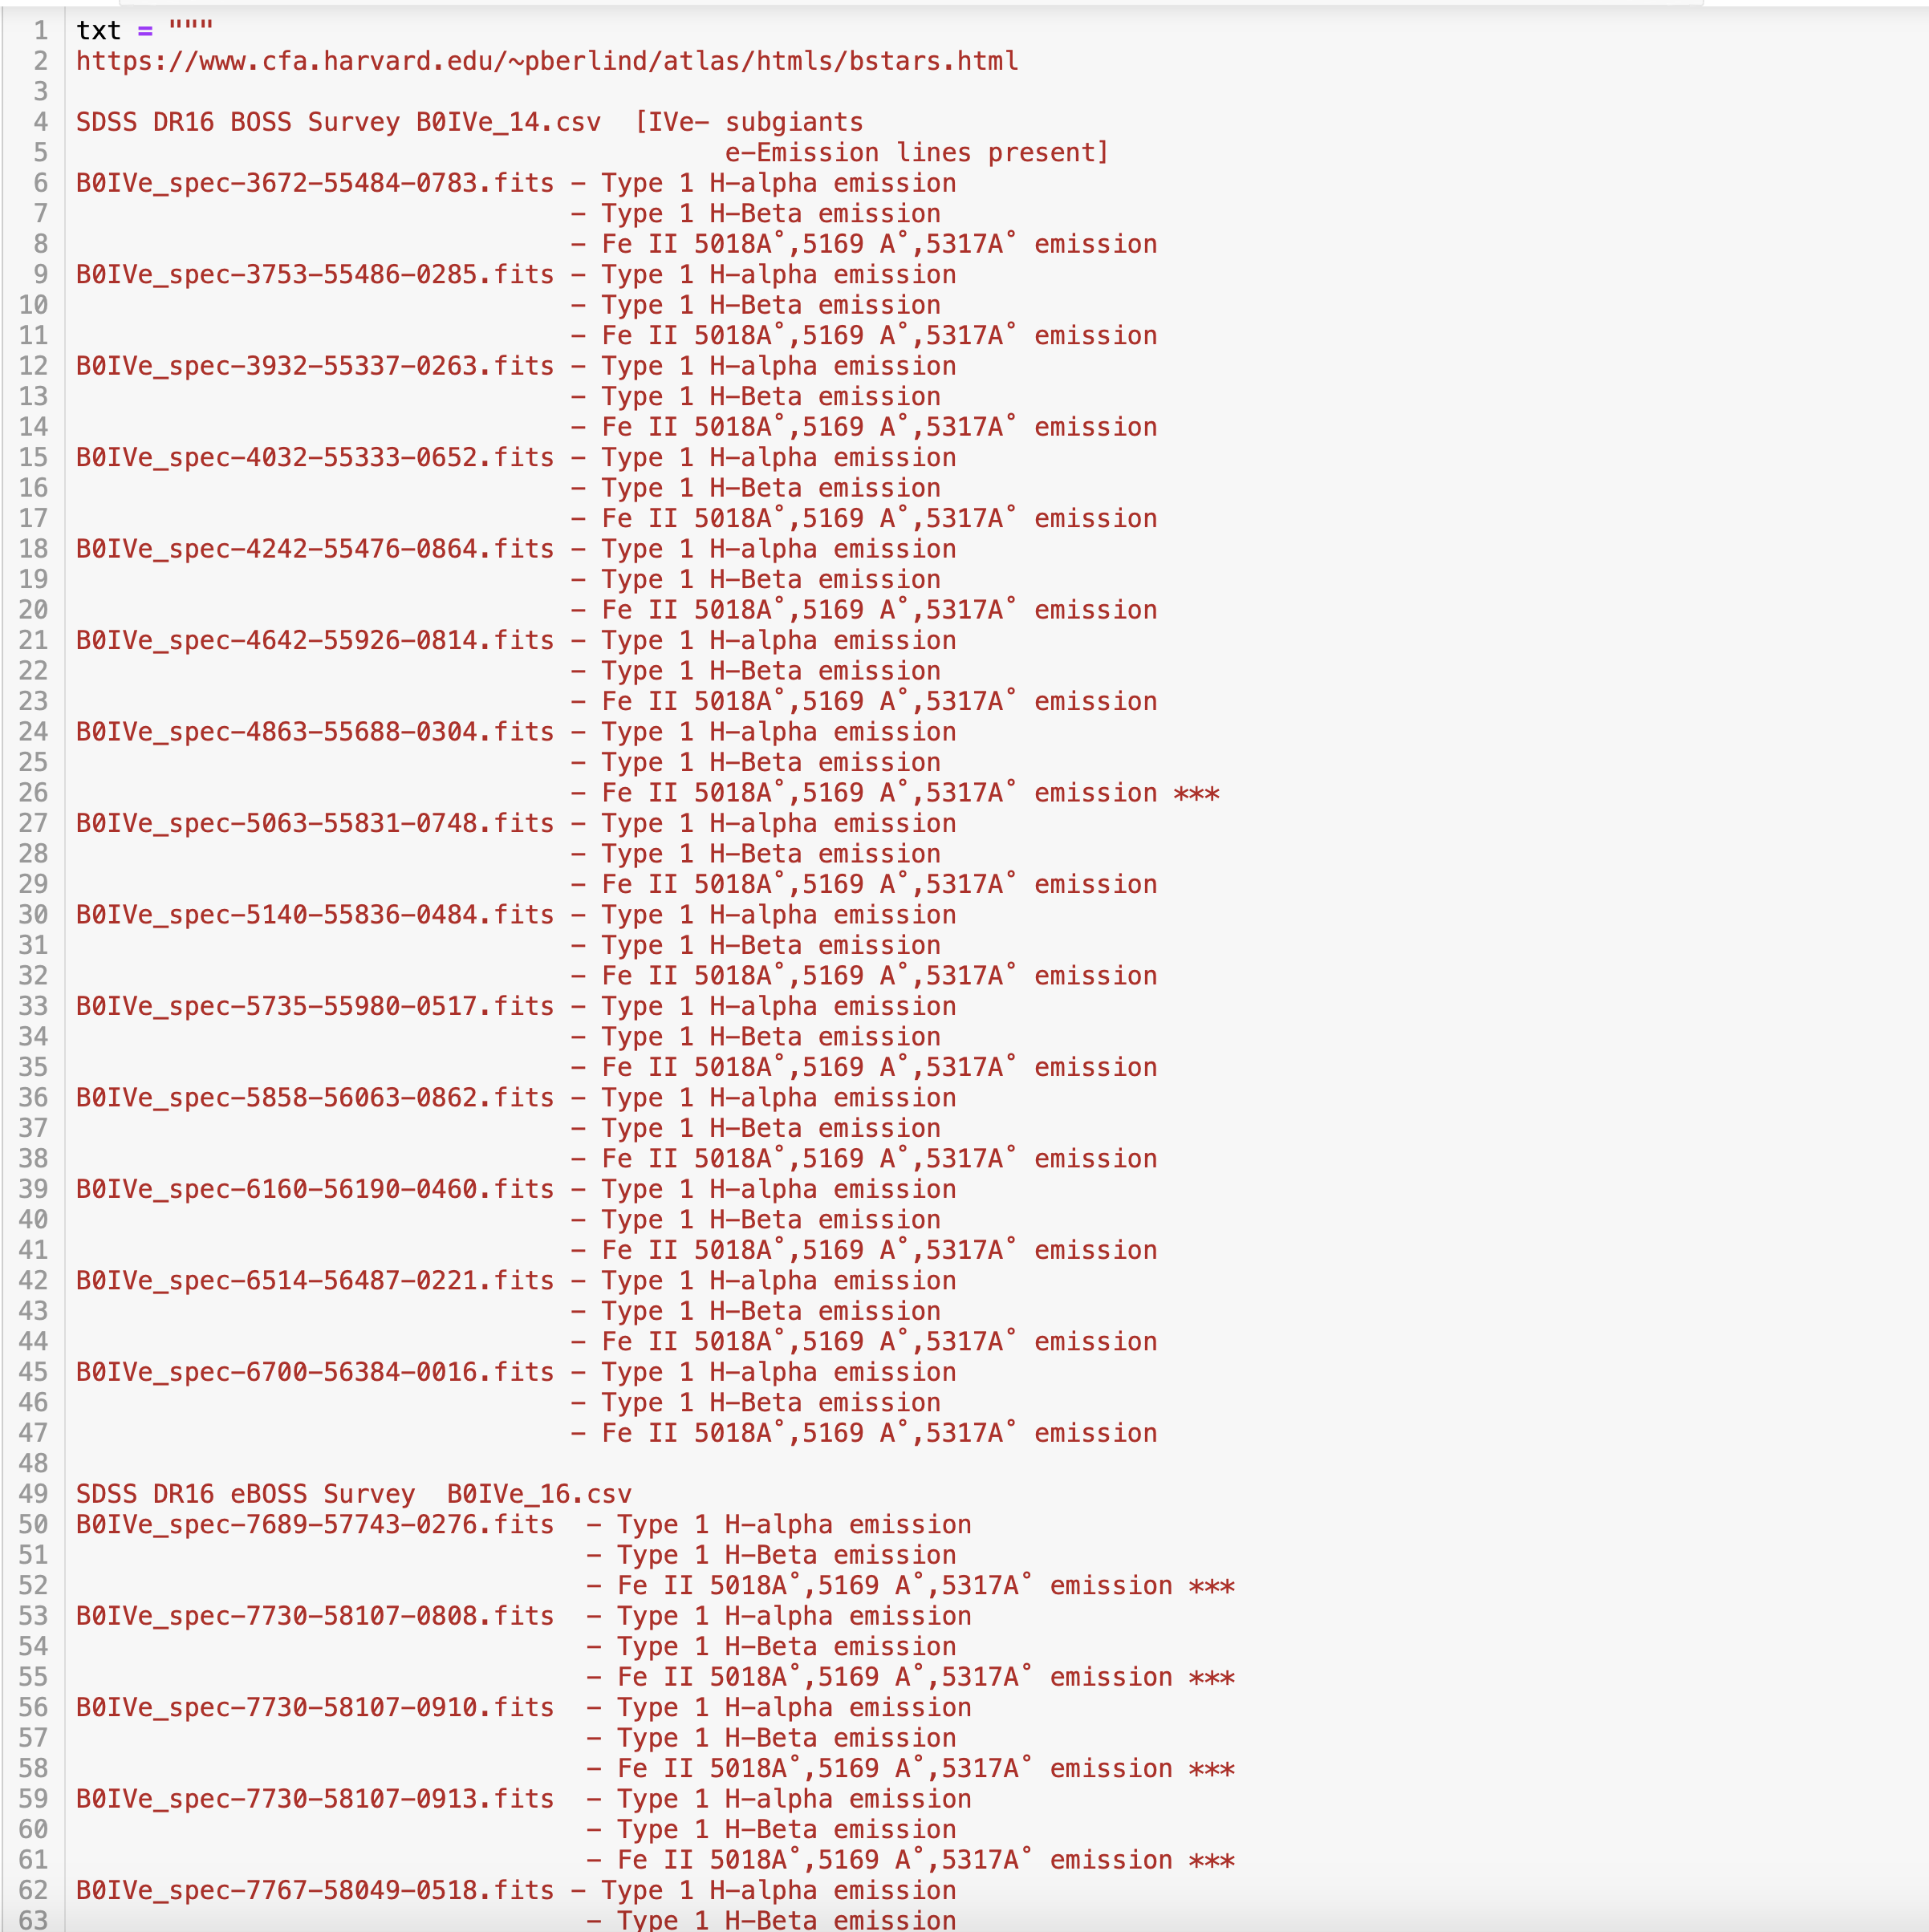 1 txt = """
2 https://www.cfa.harvard.edu/~pberlind/atlas/htmls/bstars.html
3
4 SDSS DR16 BOSS Survey B0IVe_14.csv  [IVe– subgiants
5                                           e–Emission lines present]
6 B0IVe_spec–3672–55484–0783.fits – Type 1 H–alpha emission
7                                 – Type 1 H–Beta emission
8                                 – Fe II 5018A˚,5169 A˚,5317A˚ emission
9 B0IVe_spec–3753–55486–0285.fits – Type 1 H–alpha emission
10                                 – Type 1 H–Beta emission
11                                 – Fe II 5018A˚,5169 A˚,5317A˚ emission
12 B0IVe_spec–3932–55337–0263.fits – Type 1 H–alpha emission
13                                 – Type 1 H–Beta emission
14                                 – Fe II 5018A˚,5169 A˚,5317A˚ emission
15 B0IVe_spec–4032–55333–0652.fits – Type 1 H–alpha emission
16                                 – Type 1 H–Beta emission
17                                 – Fe II 5018A˚,5169 A˚,5317A˚ emission
18 B0IVe_spec–4242–55476–0864.fits – Type 1 H–alpha emission
19                                 – Type 1 H–Beta emission
20                                 – Fe II 5018A˚,5169 A˚,5317A˚ emission
21 B0IVe_spec–4642–55926–0814.fits – Type 1 H–alpha emission
22                                 – Type 1 H–Beta emission
23                                 – Fe II 5018A˚,5169 A˚,5317A˚ emission
24 B0IVe_spec–4863–55688–0304.fits – Type 1 H–alpha emission
25                                 – Type 1 H–Beta emission
26                                 – Fe II 5018A˚,5169 A˚,5317A˚ emission ***
27 B0IVe_spec–5063–55831–0748.fits – Type 1 H–alpha emission
28                                 – Type 1 H–Beta emission
29                                 – Fe II 5018A˚,5169 A˚,5317A˚ emission
30 B0IVe_spec–5140–55836–0484.fits – Type 1 H–alpha emission
31                                 – Type 1 H–Beta emission
32                                 – Fe II 5018A˚,5169 A˚,5317A˚ emission
33 B0IVe_spec–5735–55980–0517.fits – Type 1 H–alpha emission
34                                 – Type 1 H–Beta emission
35                                 – Fe II 5018A˚,5169 A˚,5317A˚ emission
36 B0IVe_spec–5858–56063–0862.fits – Type 1 H–alpha emission
37                                 – Type 1 H–Beta emission
38                                 – Fe II 5018A˚,5169 A˚,5317A˚ emission
39 B0IVe_spec–6160–56190–0460.fits – Type 1 H–alpha emission
40                                 – Type 1 H–Beta emission
41                                 – Fe II 5018A˚,5169 A˚,5317A˚ emission
42 B0IVe_spec–6514–56487–0221.fits – Type 1 H–alpha emission
43                                 – Type 1 H–Beta emission
44                                 – Fe II 5018A˚,5169 A˚,5317A˚ emission
45 B0IVe_spec–6700–56384–0016.fits – Type 1 H–alpha emission
46                                 – Type 1 H–Beta emission
47                                 – Fe II 5018A˚,5169 A˚,5317A˚ emission
48
49 SDSS DR16 eBOSS Survey  B0IVe_16.csv
50 B0IVe_spec–7689–57743–0276.fits  – Type 1 H–alpha emission
51                                  – Type 1 H–Beta emission
52                                  – Fe II 5018A˚,5169 A˚,5317A˚ emission ***
53 B0IVe_spec–7730–58107–0808.fits  – Type 1 H–alpha emission
54                                  – Type 1 H–Beta emission
55                                  – Fe II 5018A˚,5169 A˚,5317A˚ emission ***
56 B0IVe_spec–7730–58107–0910.fits  – Type 1 H–alpha emission
57                                  – Type 1 H–Beta emission
58                                  – Fe II 5018A˚,5169 A˚,5317A˚ emission ***
59 B0IVe_spec–7730–58107–0913.fits  – Type 1 H–alpha emission
60                                  – Type 1 H–Beta emission
61                                  – Fe II 5018A˚,5169 A˚,5317A˚ emission ***
62 B0IVe_spec–7767–58049–0518.fits – Type 1 H–alpha emission
63                                  – Type 1 H–Beta emission